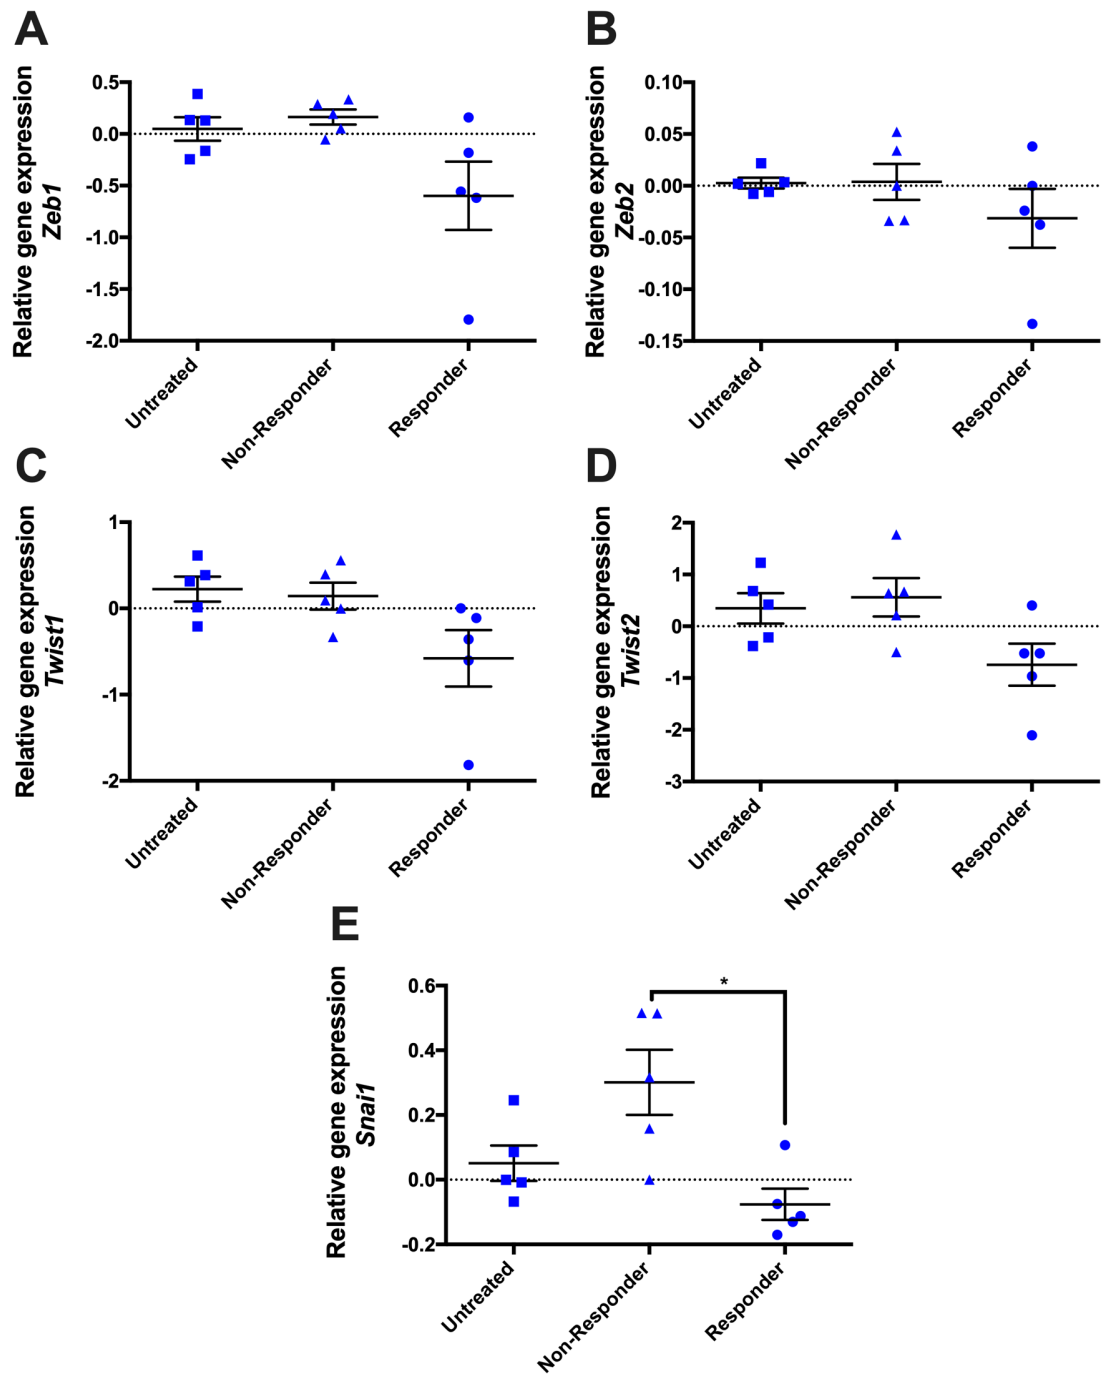 A
Relative gene expression
Zeb1
0.5
0.0
-0.5
-1.0
-1.5
-2.0
Untreated
Non-Responder
Responder
B
Relative gene expression
Zeb2
0.10
0.05
0.00
-0.05
-0.10
-0.15
Untreated
Non-Responder
Responder
C
Relative gene expression
Twist1
1
0
-1
-2
Untreated
Non-Responder
Responder
D
Relative gene expression
Twist2
2
1
0
-1
-2
-3
Untreated
Non-Responder
Responder
E
Relative gene expression
Snai1
0.6
0.4
0.2
0.0
-0.2
*
Untreated
Non-Responder
Responder